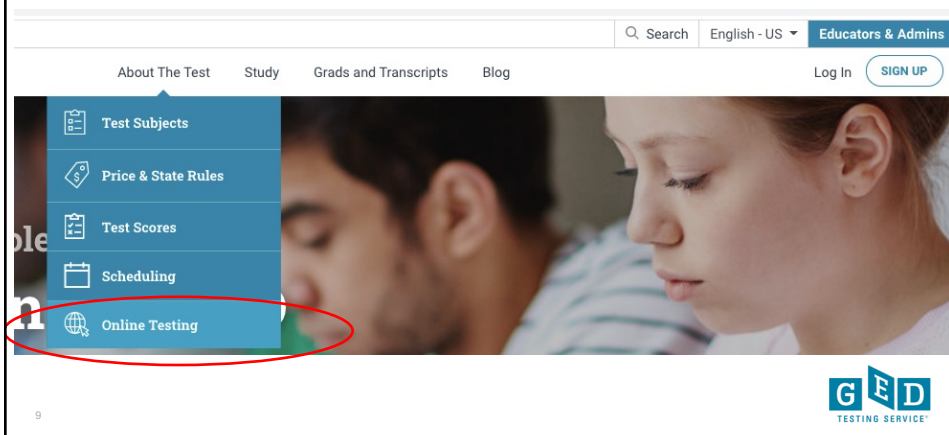 Search English - US Educators & Admins
About The Test Study Grads and Transcripts Blog Log In SIGN UP
Test Subjects
Price & State Rules
Test Scores
Scheduling
Online Testing
9
GED
TESTING SERVICE®